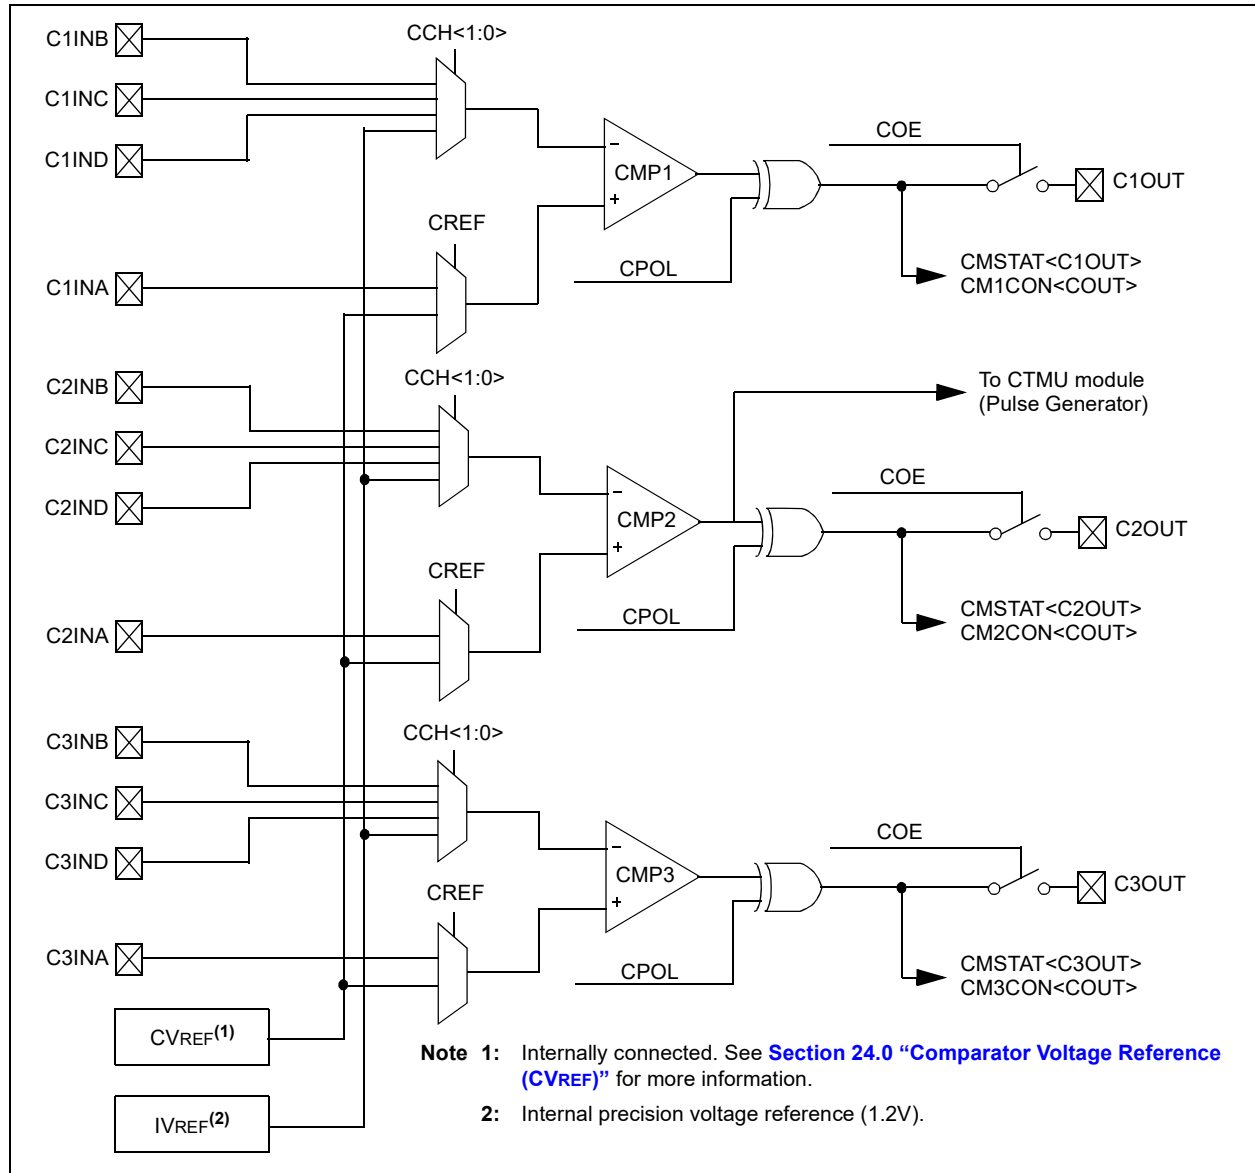 C1INB
CCH<1:0>
C1INC
COE
C1IND
−
CMP1
+
C1OUT
CREF
CMSTAT<C1OUT>
CM1CON<COUT>
CPOL
C1INA
C2INB
CCH<1:0>
To CTMU module
(Pulse Generator)
C2INC
COE
C2IND
−
CMP2
+
C2OUT
CREF
CMSTAT<C2OUT>
CM2CON<COUT>
CPOL
C2INA
C3INB
CCH<1:0>
C3INC
COE
C3IND
−
CMP3
+
C3OUT
CREF
CMSTAT<C3OUT>
CM3CON<COUT>
CPOL
C3INA
CVREF(1)
IVREF(2)
Note 1: Internally connected. See Section 24.0 “Comparator Voltage Reference
(CVREF)” for more information.
2: Internal precision voltage reference (1.2V).